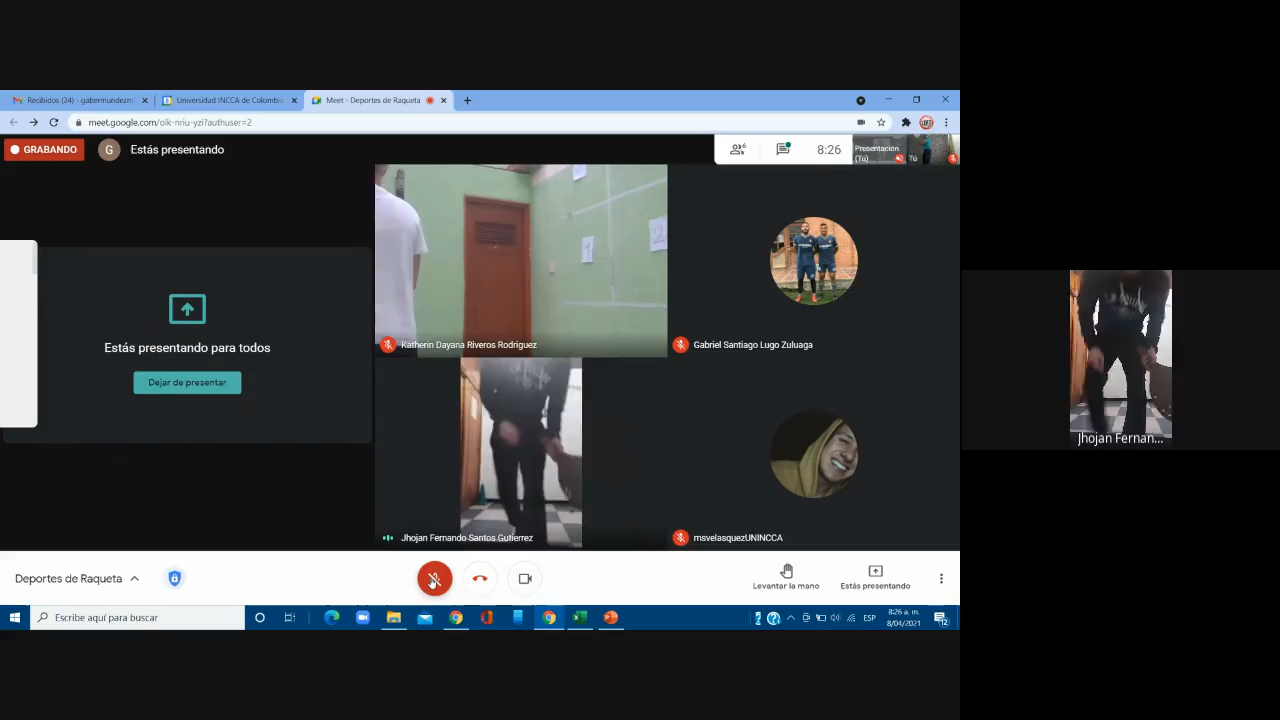 Recibidos (24) - gabermundezm
Universidad INCCA de Colombia
Meet - Deportes de Raqueta
meet.google.com/oik-nriu-yzi?authuser=2
GRABANDO
G
Estás presentando
6
8:26
Presentación
(Tú)
Tú
Estás presentando para todos
Dejar de presentar
Katherin Dayana Riveros Rodriguez
Gabriel Santiago Lugo Zuluaga
Jhojan Fernando Santos Gutierrez
msvelasquezUNINCCA
Jhojan Fernan...
Deportes de Raqueta
Levantar la mano
Estás presentando
Escribe aquí para buscar
ESP
8:26 a. m.
8/04/2021
12